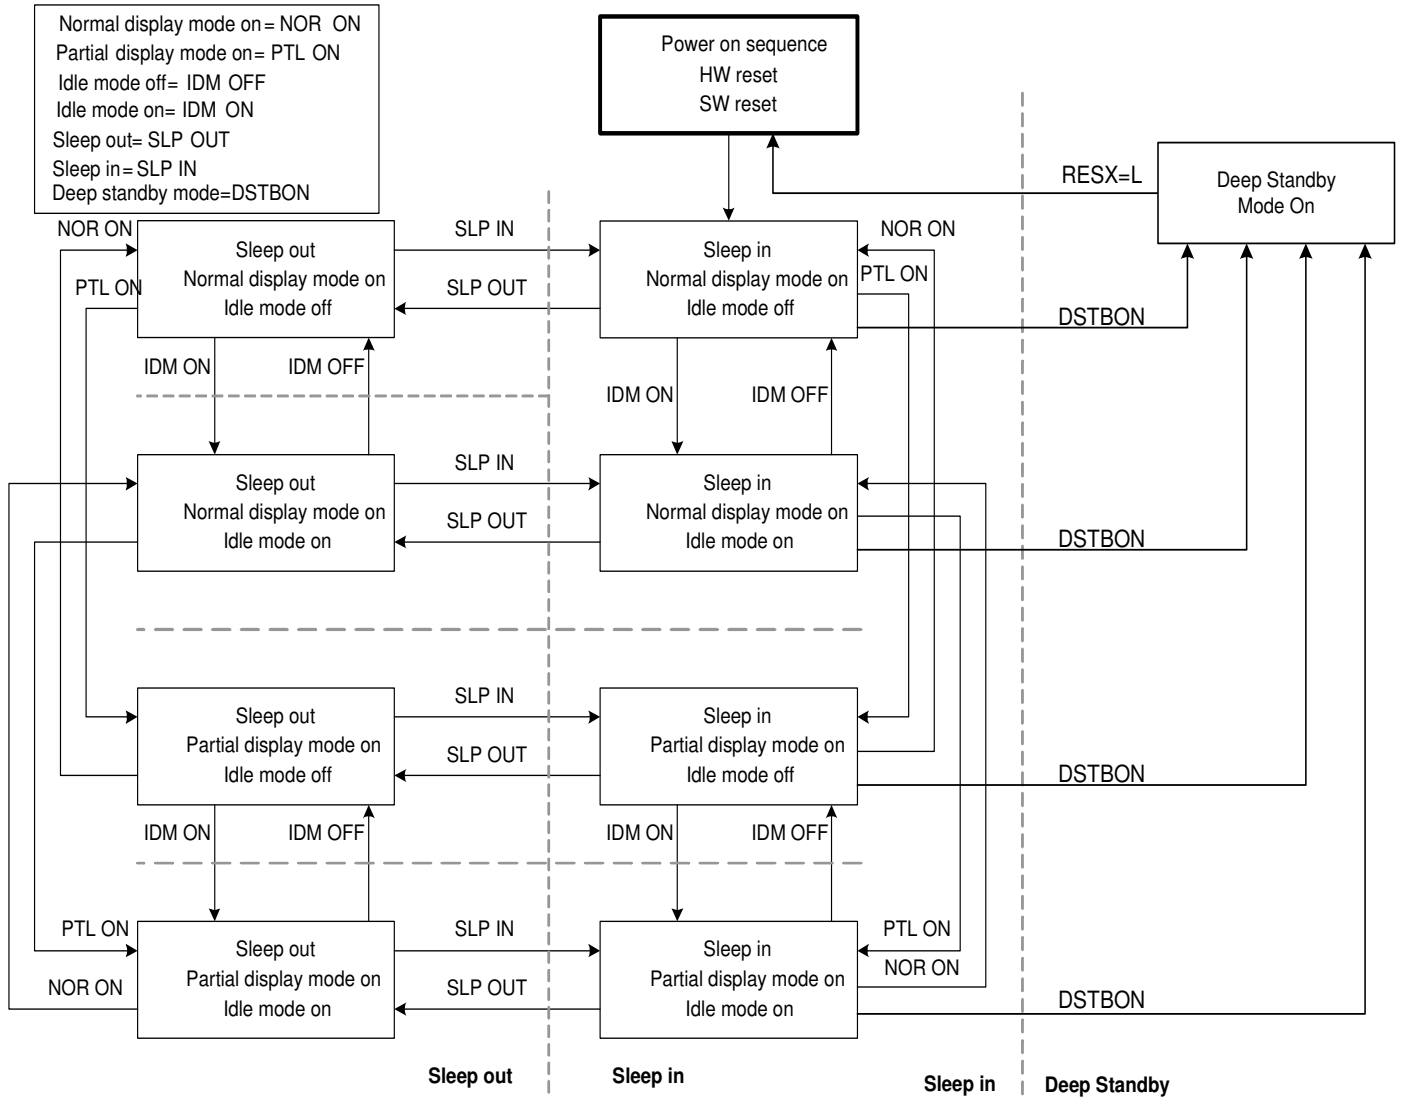 Normal display mode on= NOR ON
Partial display mode on= PTL ON
Idle mode off= IDM OFF
Idle mode on= IDM ON
Sleep out= SLP OUT
Sleep in= SLP IN
Deep standby mode=DSTBON
Power on sequence
HW reset
SW reset
RESX=L
Deep Standby
Mode On
NOR ON
PTL ON
Sleep out
Normal display mode on
Idle mode off
SLP IN
SLP OUT
Sleep in
Normal display mode on
Idle mode off
NOR ON
PTL ON
DSTBON
IDM ON
IDM OFF
IDM ON
IDM OFF
Sleep out
Normal display mode on
Idle mode on
SLP IN
SLP OUT
Sleep in
Normal display mode on
Idle mode on
DSTBON
Sleep out
Partial display mode on
Idle mode off
SLP IN
SLP OUT
Sleep in
Partial display mode on
Idle mode off
DSTBON
IDM ON
IDM OFF
IDM ON
IDM OFF
PTL ON
NOR ON
Sleep out
Partial display mode on
Idle mode on
SLP IN
SLP OUT
Sleep in
Partial display mode on
Idle mode on
PTL ON
NOR ON
DSTBON
Sleep out
Sleep in
Sleep in
Deep Standby